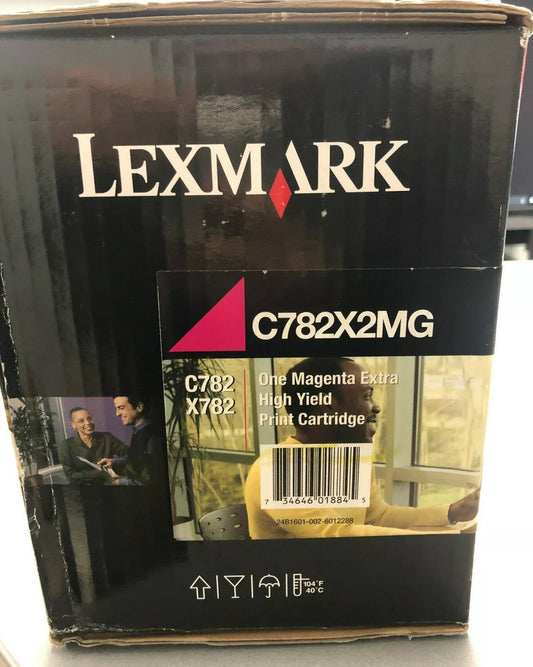 LEXMARK
C782X2MG
C782
X782
One Magenta Extra
High Yield
Print Cartridge
7 34646 01884 5
24B1601-902-6012288
104°F
40°C